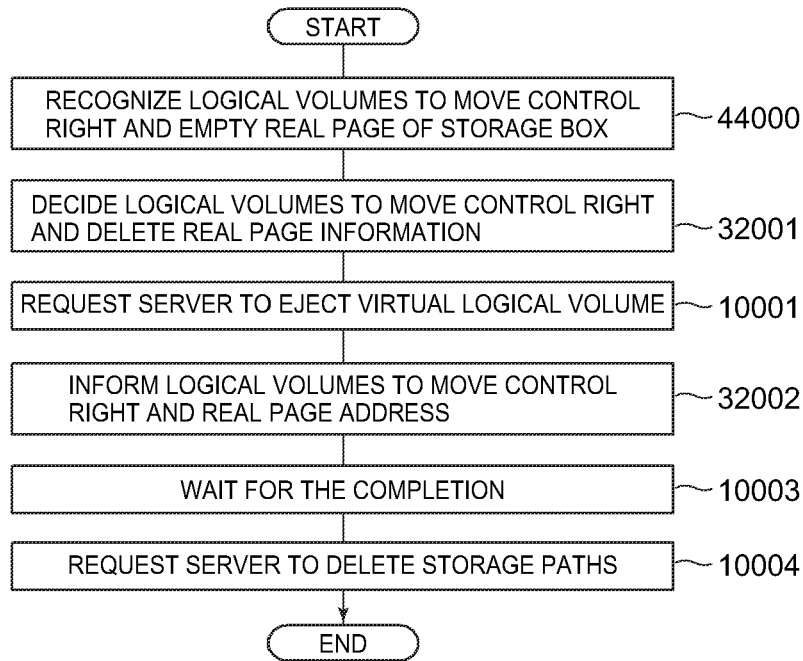 START
RECOGNIZE LOGICAL VOLUMES TO MOVE CONTROL
RIGHT AND EMPTY REAL PAGE OF STORAGE BOX
44000
DECIDE LOGICAL VOLUMES TO MOVE CONTROL RIGHT
AND DELETE REAL PAGE INFORMATION
32001
REQUEST SERVER TO EJECT VIRTUAL LOGICAL VOLUME
10001
INFORM LOGICAL VOLUMES TO MOVE CONTROL
RIGHT AND REAL PAGE ADDRESS
32002
WAIT FOR THE COMPLETION
10003
REQUEST SERVER TO DELETE STORAGE PATHS
10004
END